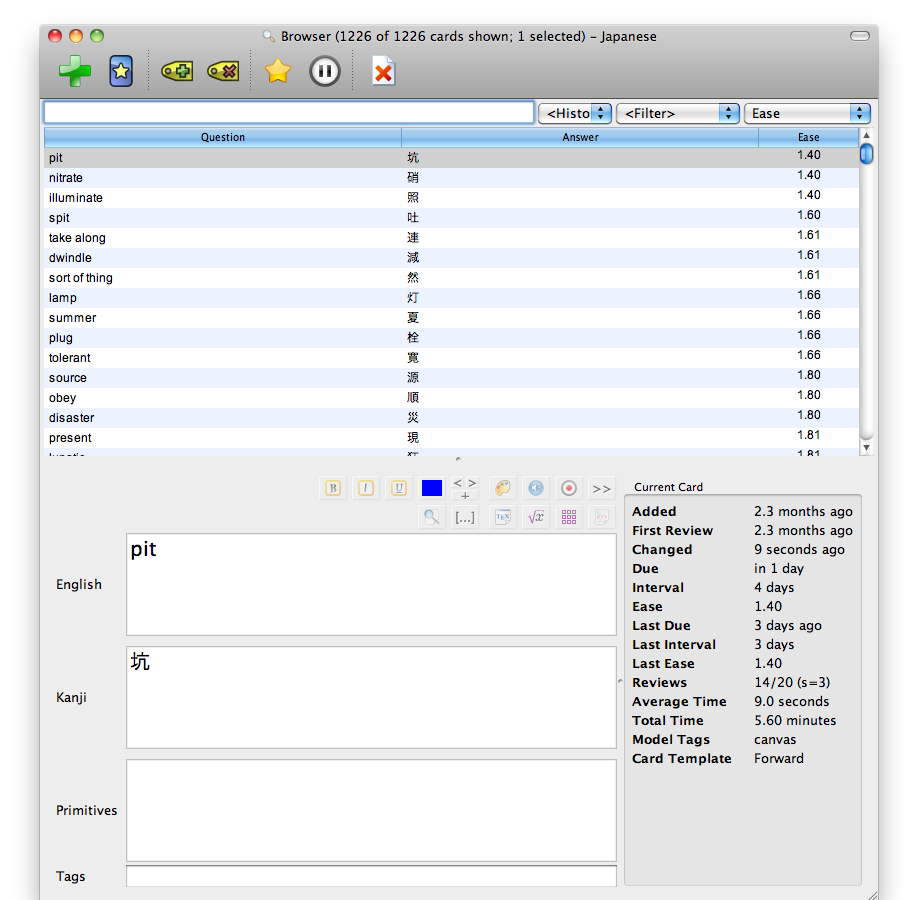 Browser (1226 of 1226 cards shown; 1 selected) – Japanese
<Histo <Filter> Ease
Question Answer Ease
pit 坑 1.40
nitrate 硝 1.40
illuminate 照 1.40
spit 吐 1.60
take along 連 1.61
dwindle 減 1.61
sort of thing 然 1.61
lamp 灯 1.66
summer 夏 1.66
plug 栓 1.66
tolerant 寛 1.66
source 源 1.80
obey 順 1.80
disaster 災 1.80
present 現 1.81
1.81
B I U < > + >>
[...] TEX √x
Current Card
Added 2.3 months ago
First Review 2.3 months ago
Changed 9 seconds ago
Due in 1 day
Interval 4 days
Ease 1.40
Last Due 3 days ago
Last Interval 3 days
Last Ease 1.40
Reviews 14/20 (s=3)
Average Time 9.0 seconds
Total Time 5.60 minutes
Model Tags canvas
Card Template Forward
English pit
Kanji 坑
Primitives
Tags